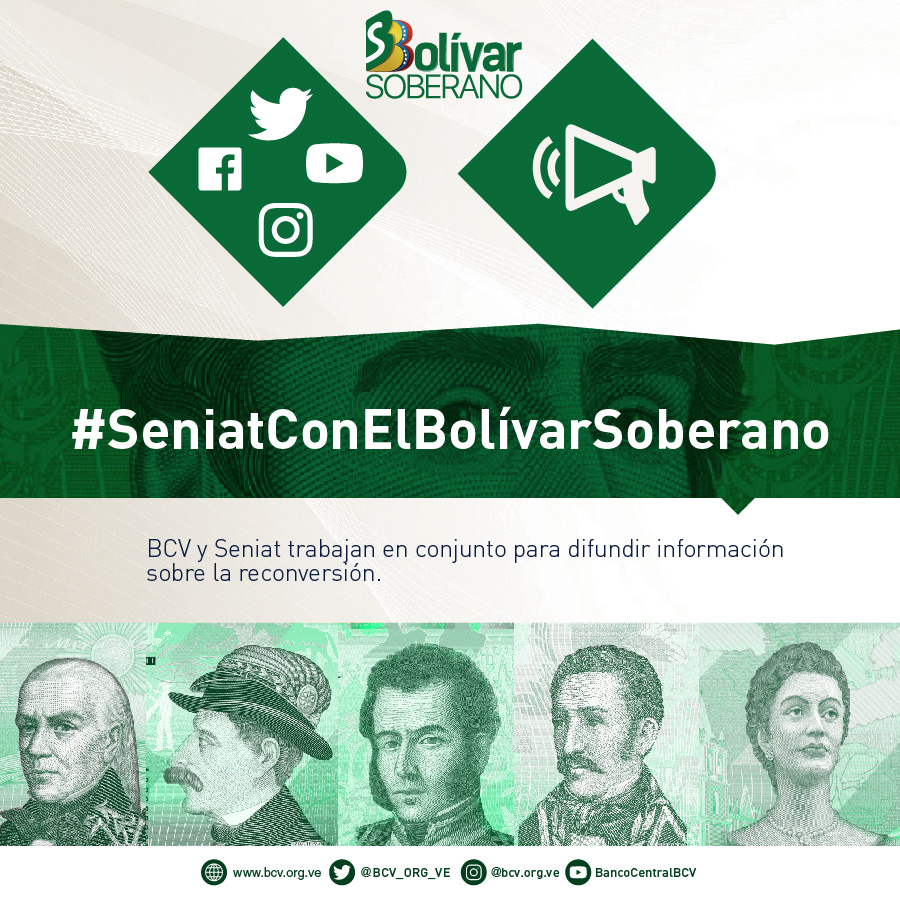 Bolívar
SOBERANO
#SeniatConElBolívarSoberano
BCV y Seniat trabajan en conjunto para difundir información
sobre la reconversión.
www.bcv.org.ve @BCV_ORG_VE @bcv.org.ve BancoCentralBCV